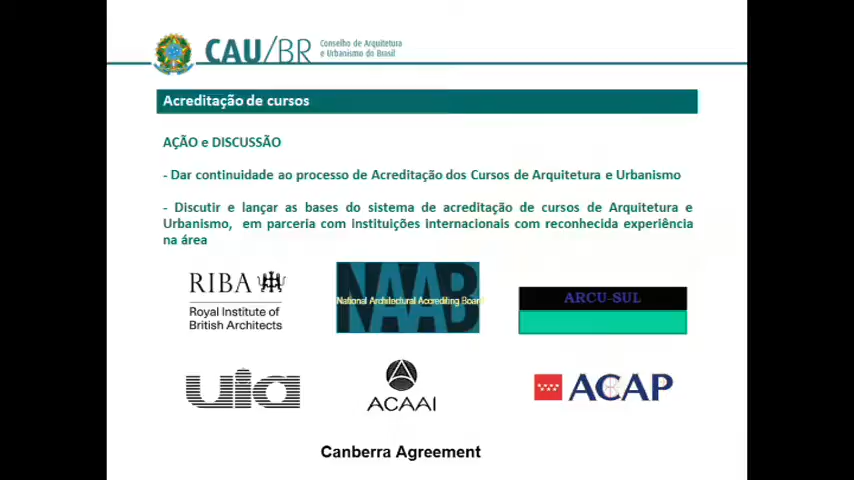 CAU/BR
Conselho de Arquitetura
e Urbanismo do Brasil
Acreditação de cursos
AÇÃO e DISCUSSÃO
- Dar continuidade ao processo de Acreditação dos Cursos de Arquitetura e Urbanismo
- Discutir e lançar as bases do sistema de acreditação de cursos de Arquitetura e
Urbanismo, em parceria com instituições internacionais com reconhecida experiência
na área
RIBA
Royal Institute of
British Architects
NAAB
National Architectural Accrediting Boar
ARCU-SUL
uia
ACAAI
ACAP
Canberra Agreement